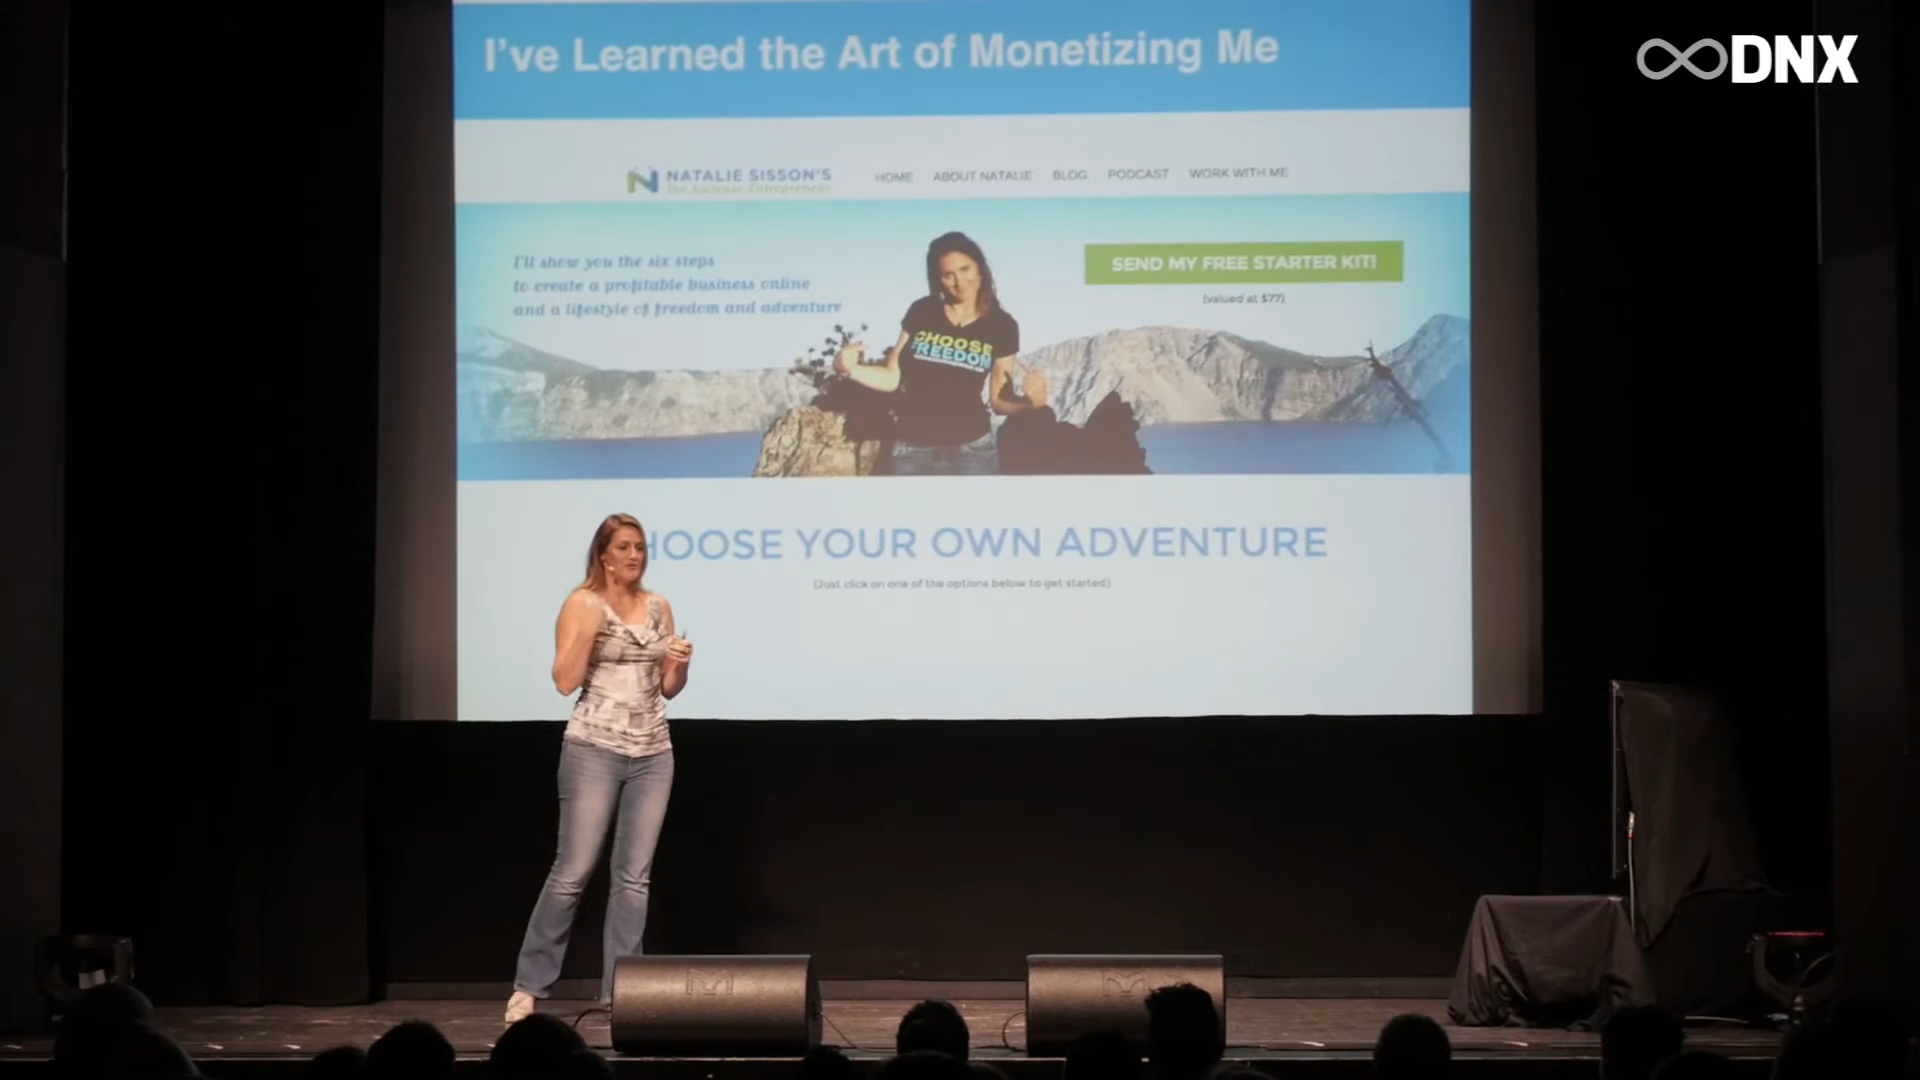 I've Learned the Art of Monetizing Me
DNX
NATALIE SISSON'S
The Suitcase Entrepreneur
HOME ABOUT NATALIE BLOG PODCAST WORK WITH ME
I'll show you the six steps
to create a profitable business online
and a lifestyle of freedom and adventure
SEND MY FREE STARTER KIT!
(valued at $77)
CHOOSE
FREEDOM
HOOSE YOUR OWN ADVENTURE
(Just click on one of the options below to get started)